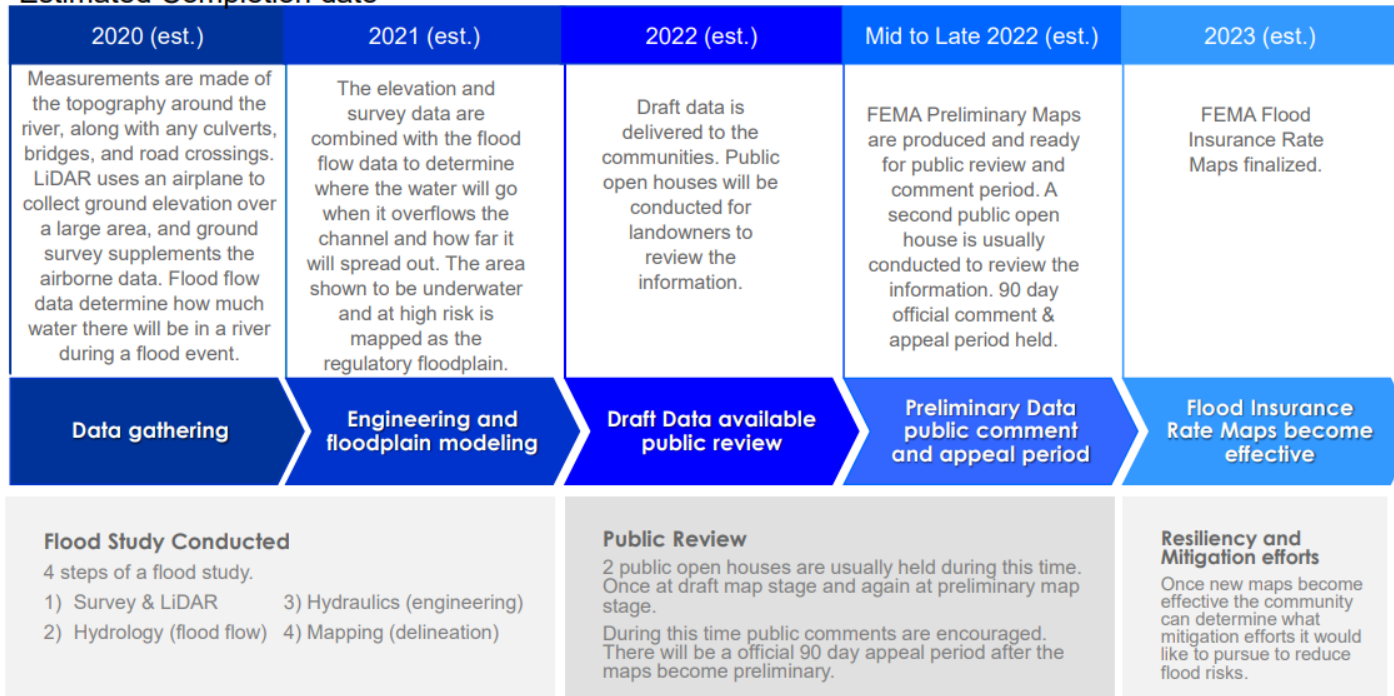 Estimated Completion date
2020 (est.)
2021 (est.)
2022 (est.)
Mid to Late 2022 (est.)
2023 (est.)
Measurements are made of
the topography around the
river, along with any culverts,
bridges, and road crossings.
LiDAR uses an airplane to
collect ground elevation over
a large area, and ground
survey supplements the
airborne data. Flood flow
data determine how much
water there will be in a river
during a flood event.
The elevation and
survey data are
combined with the flood
flow data to determine
where the water will go
when it overflows the
channel and how far it
will spread out. The area
shown to be underwater
and at high risk is
mapped as the
regulatory floodplain.
Draft data is
delivered to the
communities. Public
open houses will be
conducted for
landowners to
review the
information.
FEMA Preliminary Maps
are produced and ready
for public review and
comment period. A
second public open
house is usually
conducted to review the
information. 90 day
official comment &
appeal period held.
FEMA Flood
Insurance Rate
Maps finalized.
Data gathering
Engineering and
floodplain modeling
Draft Data available
public review
Preliminary Data
public comment
and appeal period
Flood Insurance
Rate Maps become
effective
Flood Study Conducted
4 steps of a flood study.
1) Survey & LiDAR 3) Hydraulics (engineering)
2) Hydrology (flood flow) 4) Mapping (delineation)
Public Review
2 public open houses are usually held during this time.
Once at draft map stage and again at preliminary map
stage.
During this time public comments are encouraged.
There will be a official 90 day appeal period after the
maps become preliminary.
Resiliency and
Mitigation efforts
Once new maps become
effective the community
can determine what
mitigation efforts it would
like to pursue to reduce
flood risks.